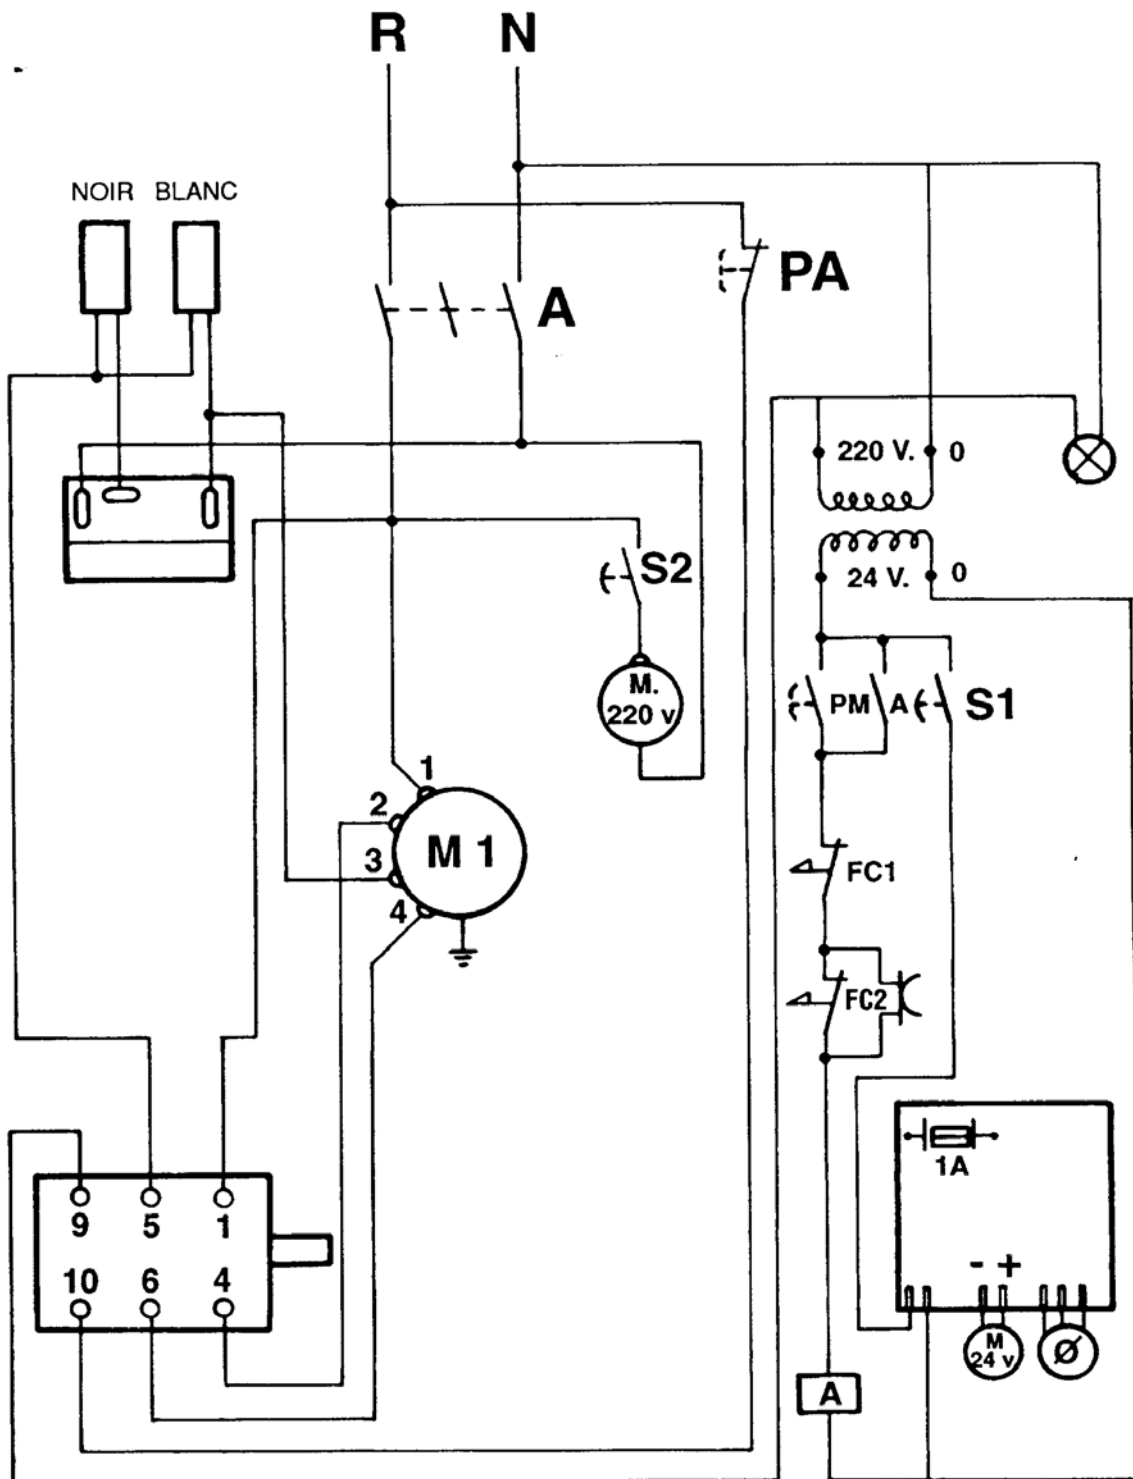 R N
NOIR BLANC
PA
A
220 V. 0
S2
24 V. 0
M.
220 v
PM A S1
1
2
M 1
3
FC1
4
FC2
1A
9 5 1
- +
10 6 4
M
24 v
Ø
A